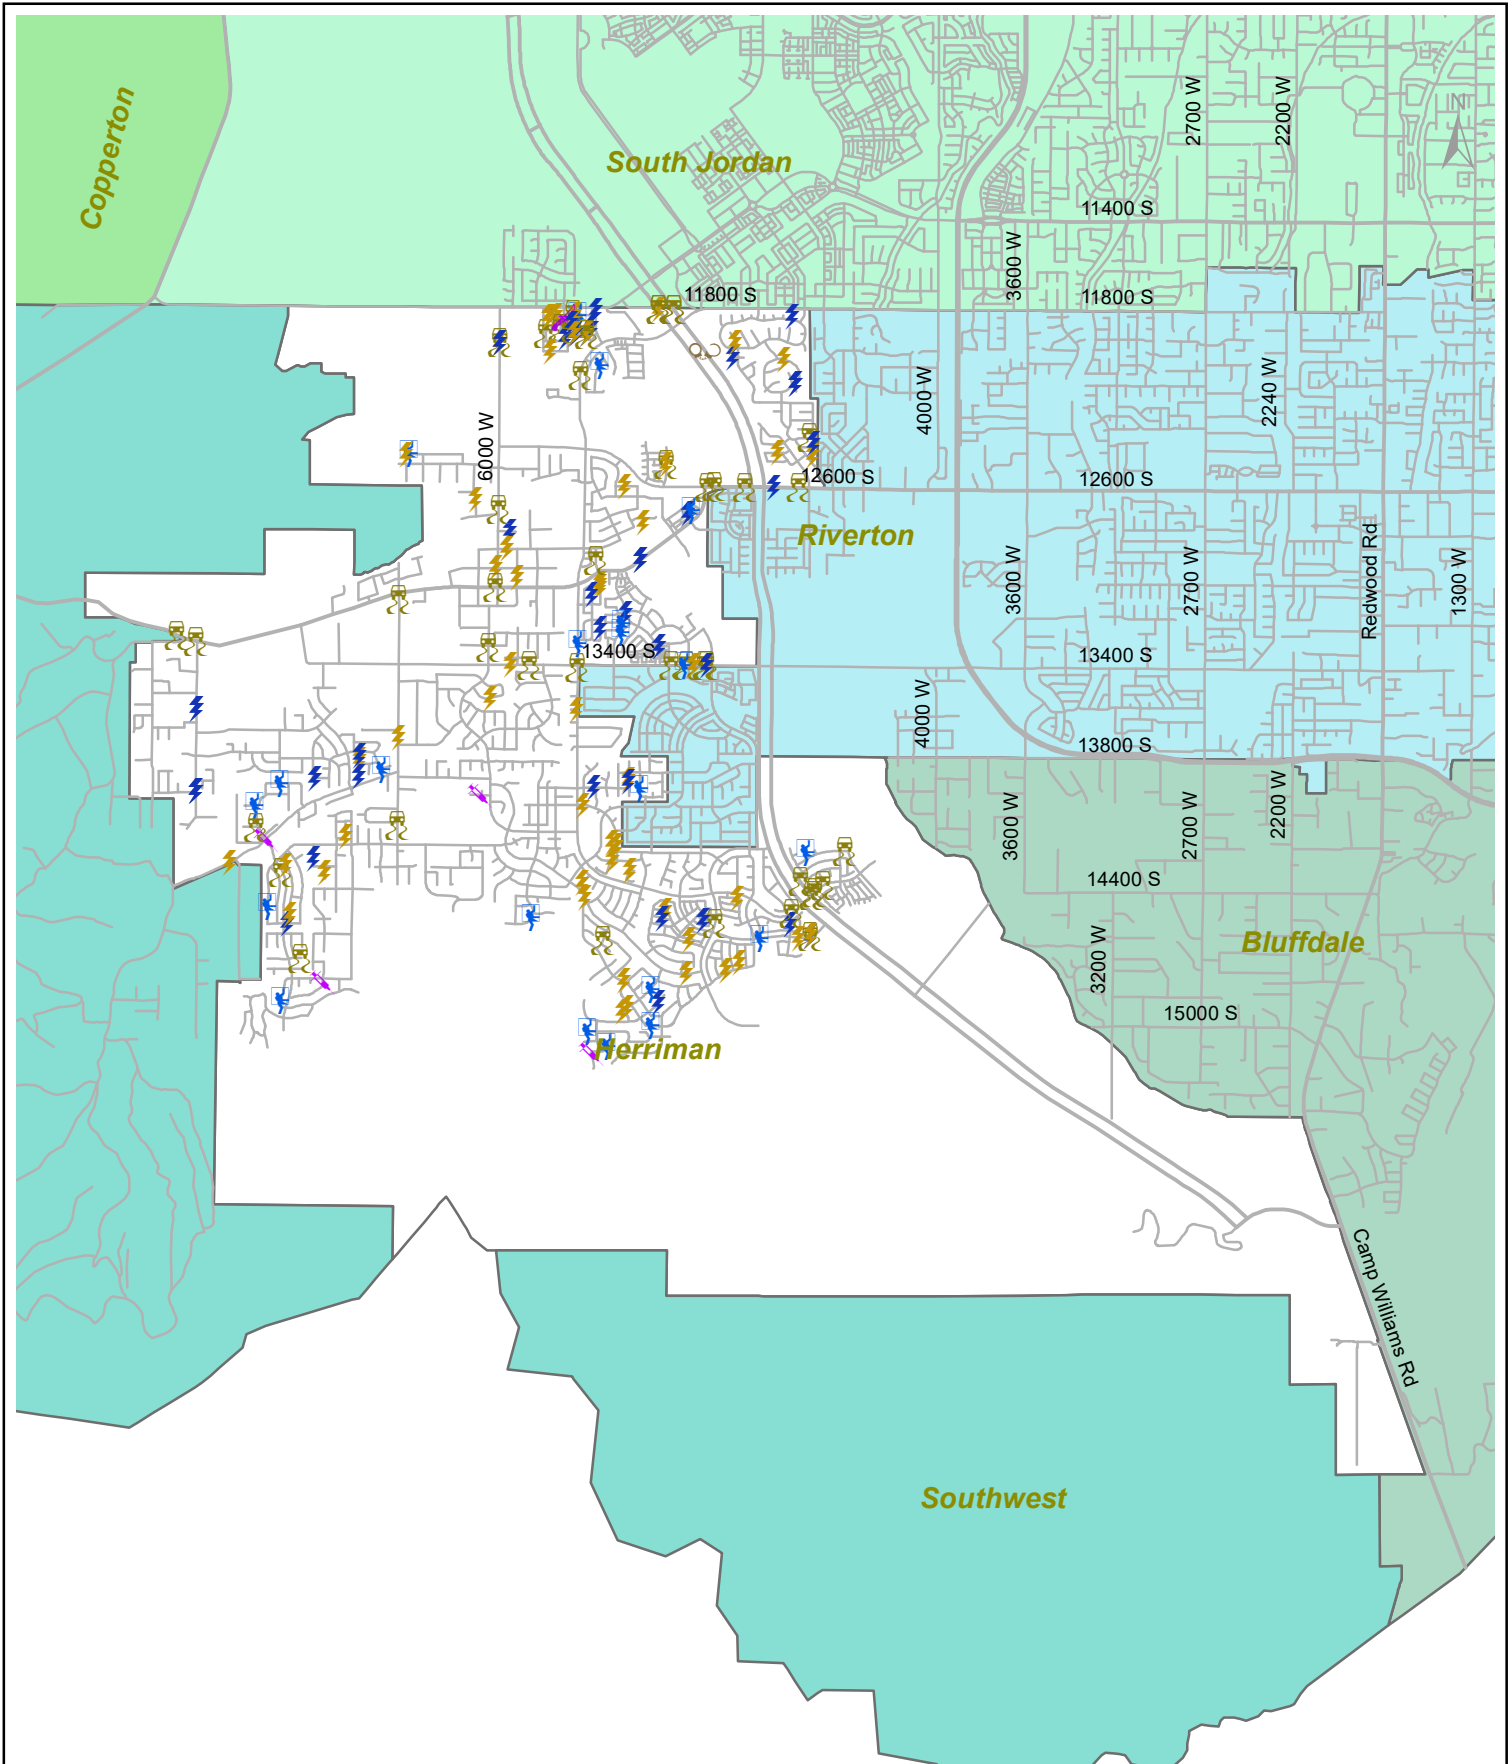 Copperton
South Jordan
2700 W
2200 W
N
11400 S
3600 W
11800 S
11800 S
6000 W
4000 W
2240 W
12600 S
12600 S
Riverton
3600 W
2700 W
Redwood Rd
1300 W
13400 S
13400 S
4000 W
13800 S
3600 W
2700 W
2200 W
14400 S
3200 W
Bluffdale
15000 S
Herriman
Camp Williams Rd
Southwest